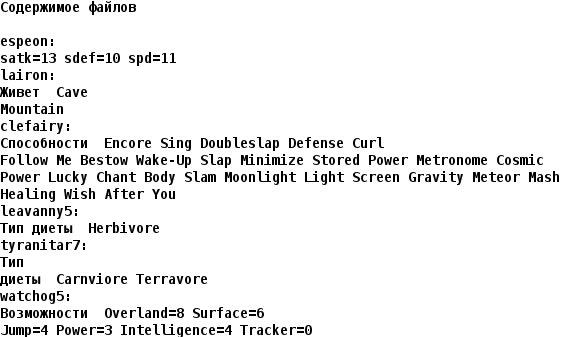 Содержимое файлов
espeon:
satk=13 sdef=10 spd=11
lairon:
Живет  Cave
Mountain
clefairy:
Способности  Encore Sing Doubleslap Defense Curl
Follow Me Bestow Wake-Up Slap Minimize Stored Power Metronome Cosmic
Power Lucky Chant Body Slam Moonlight Light Screen Gravity Meteor Mash
Healing Wish After You
leavanny5:
Тип диеты  Herbivore
tyranitar7:
Тип
диеты  Carnviore Terravore
watchog5:
Возможности  Overland=8 Surface=6
Jump=4 Power=3 Intelligence=4 Tracker=0